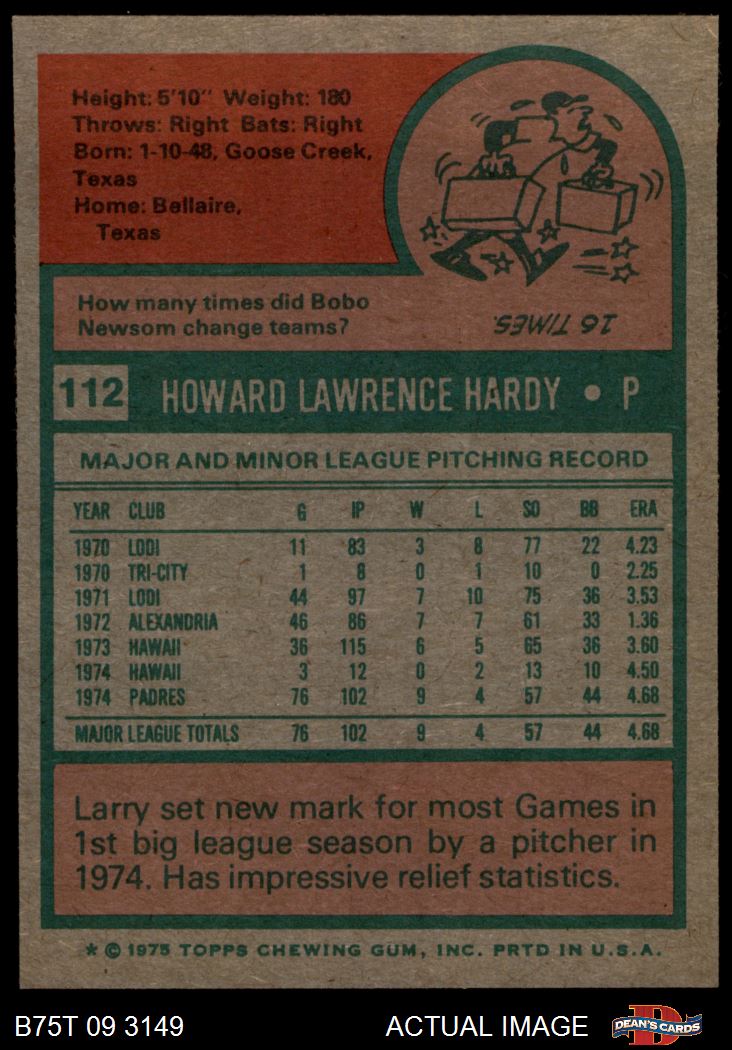 Height: 5'10" Weight: 180
Throws: Right Bats: Right
Born: 1-10-48, Goose Creek,
Texas
Home: Bellaire,
Texas
How many times did Bobo
Newsom change teams?
16 TIMES.
112 HOWARD LAWRENCE HARDY • P
MAJOR AND MINOR LEAGUE PITCHING RECORD
YEAR CLUB G IP W L SO BB ERA
1970 LODI 11 83 3 8 77 22 4.23
1970 TRI-CITY 1 8 0 1 10 0 2.25
1971 LODI 44 97 7 10 75 36 3.53
1972 ALEXANDRIA 46 86 7 7 61 33 1.36
1973 HAWAII 36 115 6 5 65 36 3.60
1974 HAWAII 3 12 0 2 13 10 4.50
1974 PADRES 76 102 9 4 57 44 4.68
MAJOR LEAGUE TOTALS 76 102 9 4 57 44 4.68
Larry set new mark for most Games in
1st big league season by a pitcher in
1974. Has impressive relief statistics.
* © 1975 TOPPS CHEWING GUM, INC. PRTD IN U.S.A.
B75T 09 3149 ACTUAL IMAGE DEAN'S CARDS